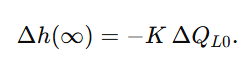 Δh(∞) = −K ΔQ_{L0}.